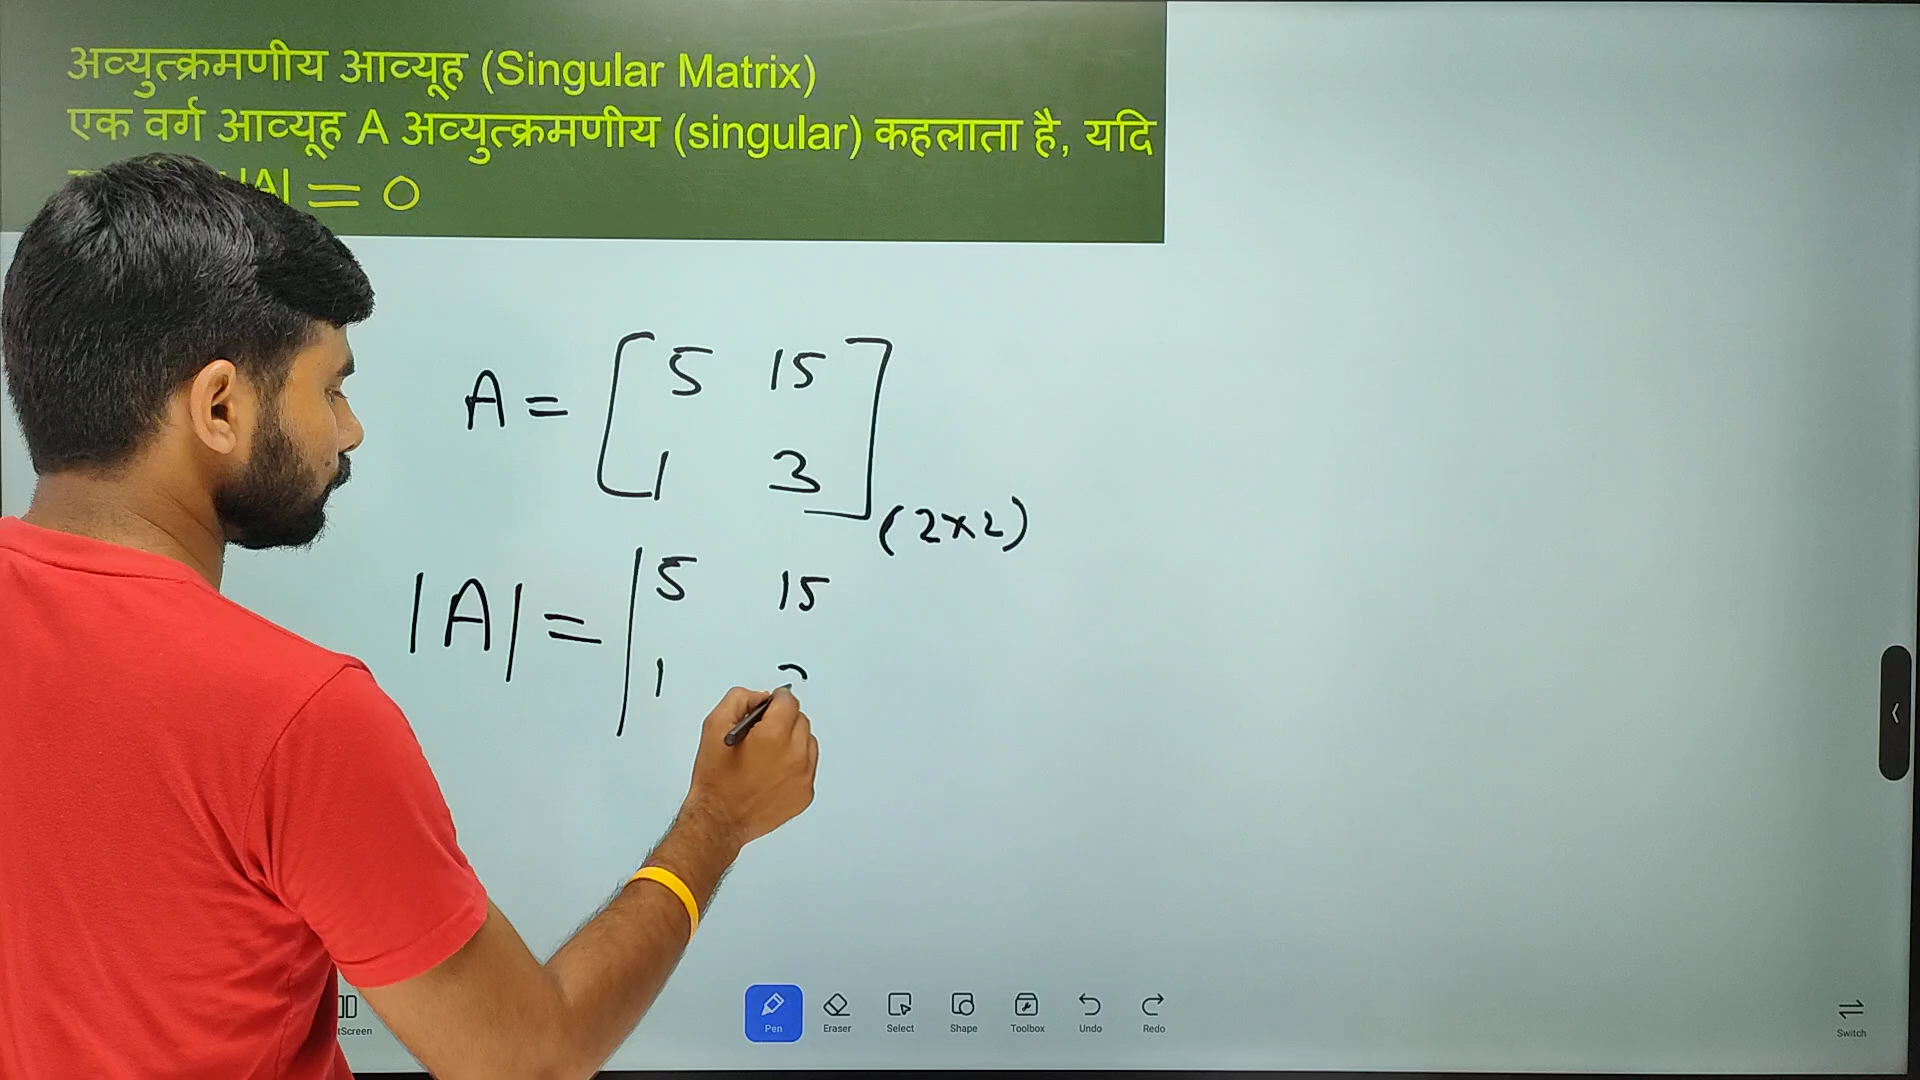 अव्युत्क्रमणीय आव्यूह (Singular Matrix)
एक वर्ग आव्यूह A अव्युत्क्रमणीय (singular) कहलाता है, यदि
|A| = 0
A = [ 5 15
1 3 ] (2×2)
|A| = | 5 15
1
tScreen
Pen
Eraser
Select
Shape
Toolbox
Undo
Redo
Switch